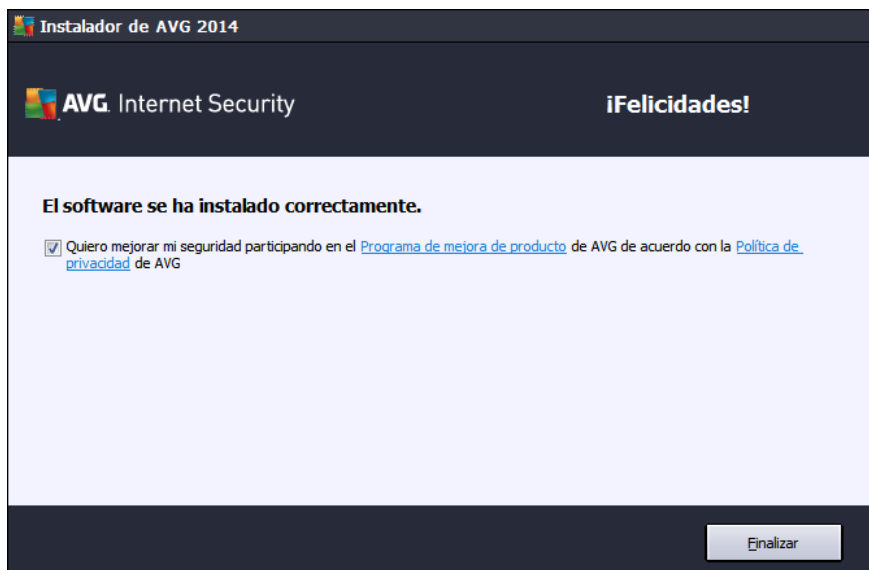 Instalador de AVG 2014
AVG. Internet Security
¡Felicidades!
El software se ha instalado correctamente.
Quiero mejorar mi seguridad participando en el Programa de mejora de producto de AVG de acuerdo con la Política de
privacidad de AVG
Finalizar